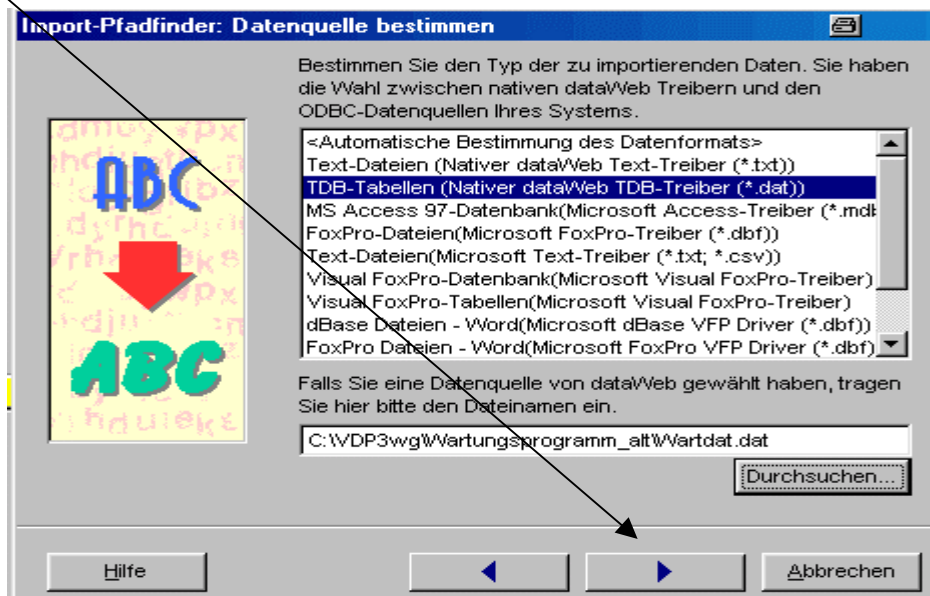 Import-Pfadfinder: Datenquelle bestimmen
Bestimmen Sie den Typ der zu importierenden Daten. Sie haben
die Wahl zwischen nativen dataWeb Treibern und den
ODBC-Datenquellen Ihres Systems.
ABC
ABC
<Automatische Bestimmung des Datenformats>
Text-Dateien (Nativer dataWeb Text-Treiber (*.txt))
TDB-Tabellen (Nativer dataWeb TDB-Treiber (*.dat))
MS Access 97-Datenbank(Microsoft Access-Treiber (*.mdb
FoxPro-Dateien(Microsoft FoxPro-Treiber (*.dbf))
Text-Dateien(Microsoft Text-Treiber (*.txt; *.csv))
Visual FoxPro-Datenbank(Microsoft Visual FoxPro-Treiber)
Visual FoxPro-Tabellen(Microsoft Visual FoxPro-Treiber)
dBase Dateien - Word(Microsoft dBase VFP Driver (*.dbf))
FoxPro Dateien - Word(Microsoft FoxPro VFP Driver (*.dbf)
Falls Sie eine Datenquelle von dataWeb gewählt haben, tragen
Sie hier bitte den Dateinamen ein.
C:\VDP3wg\Wartungsprogramm_alt\Wartdat.dat
Durchsuchen...
Hilfe
Abbrechen